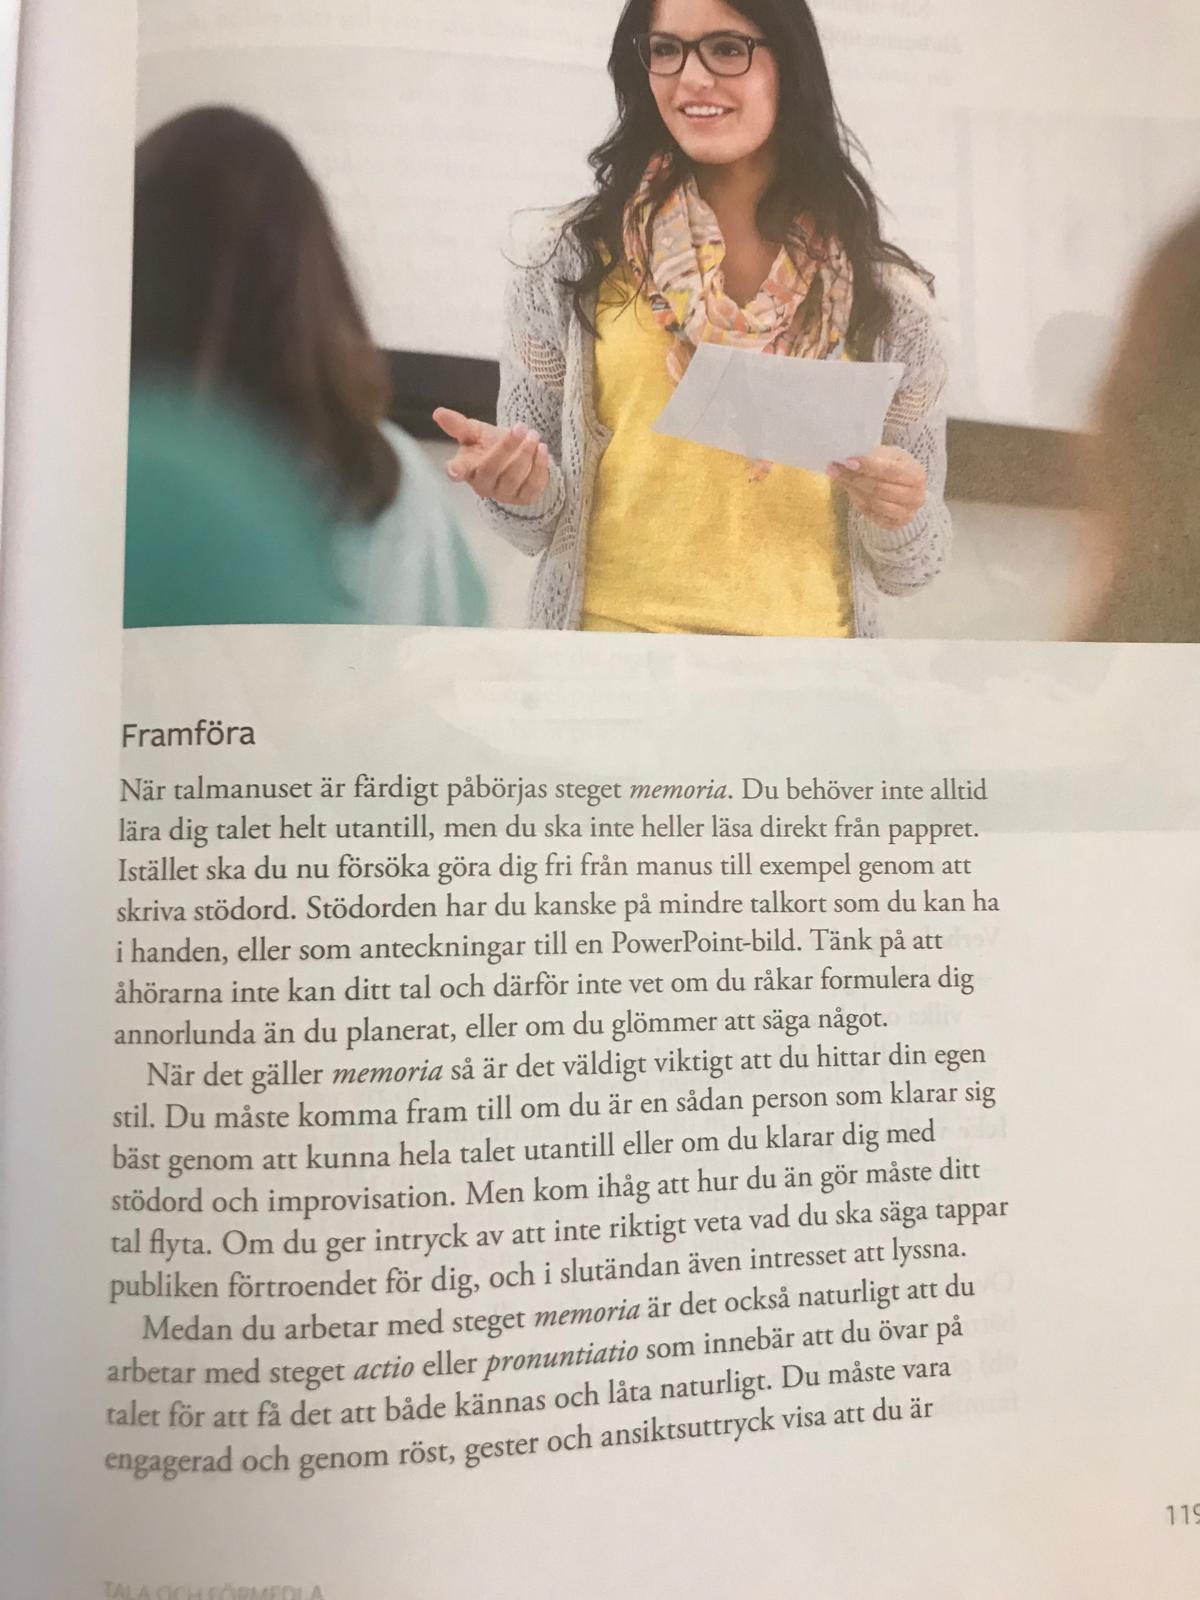 Framföra
När talmanuset är färdigt påbörjas steget memoria. Du behöver inte alltid
lära dig talet helt utantill, men du ska inte heller läsa direkt från pappret.
Istället ska du nu försöka göra dig fri från manus till exempel genom att
skriva stödord. Stödorden har du kanske på mindre talkort som du kan ha
i handen, eller som anteckningar till en PowerPoint-bild. Tänk på att
åhörarna inte kan ditt tal och därför inte vet om du råkar formulera dig
annorlunda än du planerat, eller om du glömmer att säga något.
När det gäller memoria så är det väldigt viktigt att du hittar din egen
stil. Du måste komma fram till om du är en sådan person som klarar sig
bäst genom att kunna hela talet utantill eller om du klarar dig med
stödord och improvisation. Men kom ihåg att hur du än gör måste ditt
tal flyta. Om du ger intryck av att inte riktigt veta vad du ska säga tappar
publiken förtroendet för dig, och i slutändan även intresset att lyssna.
Medan du arbetar med steget memoria är det också naturligt att du
arbetar med steget actio eller pronuntiatio som innebär att du övar på
talet för att få det att både kännas och låta naturligt. Du måste vara
engagerad och genom röst, gester och ansiktsuttryck visa att du är
119
TALA OCH FÖRMEDLA